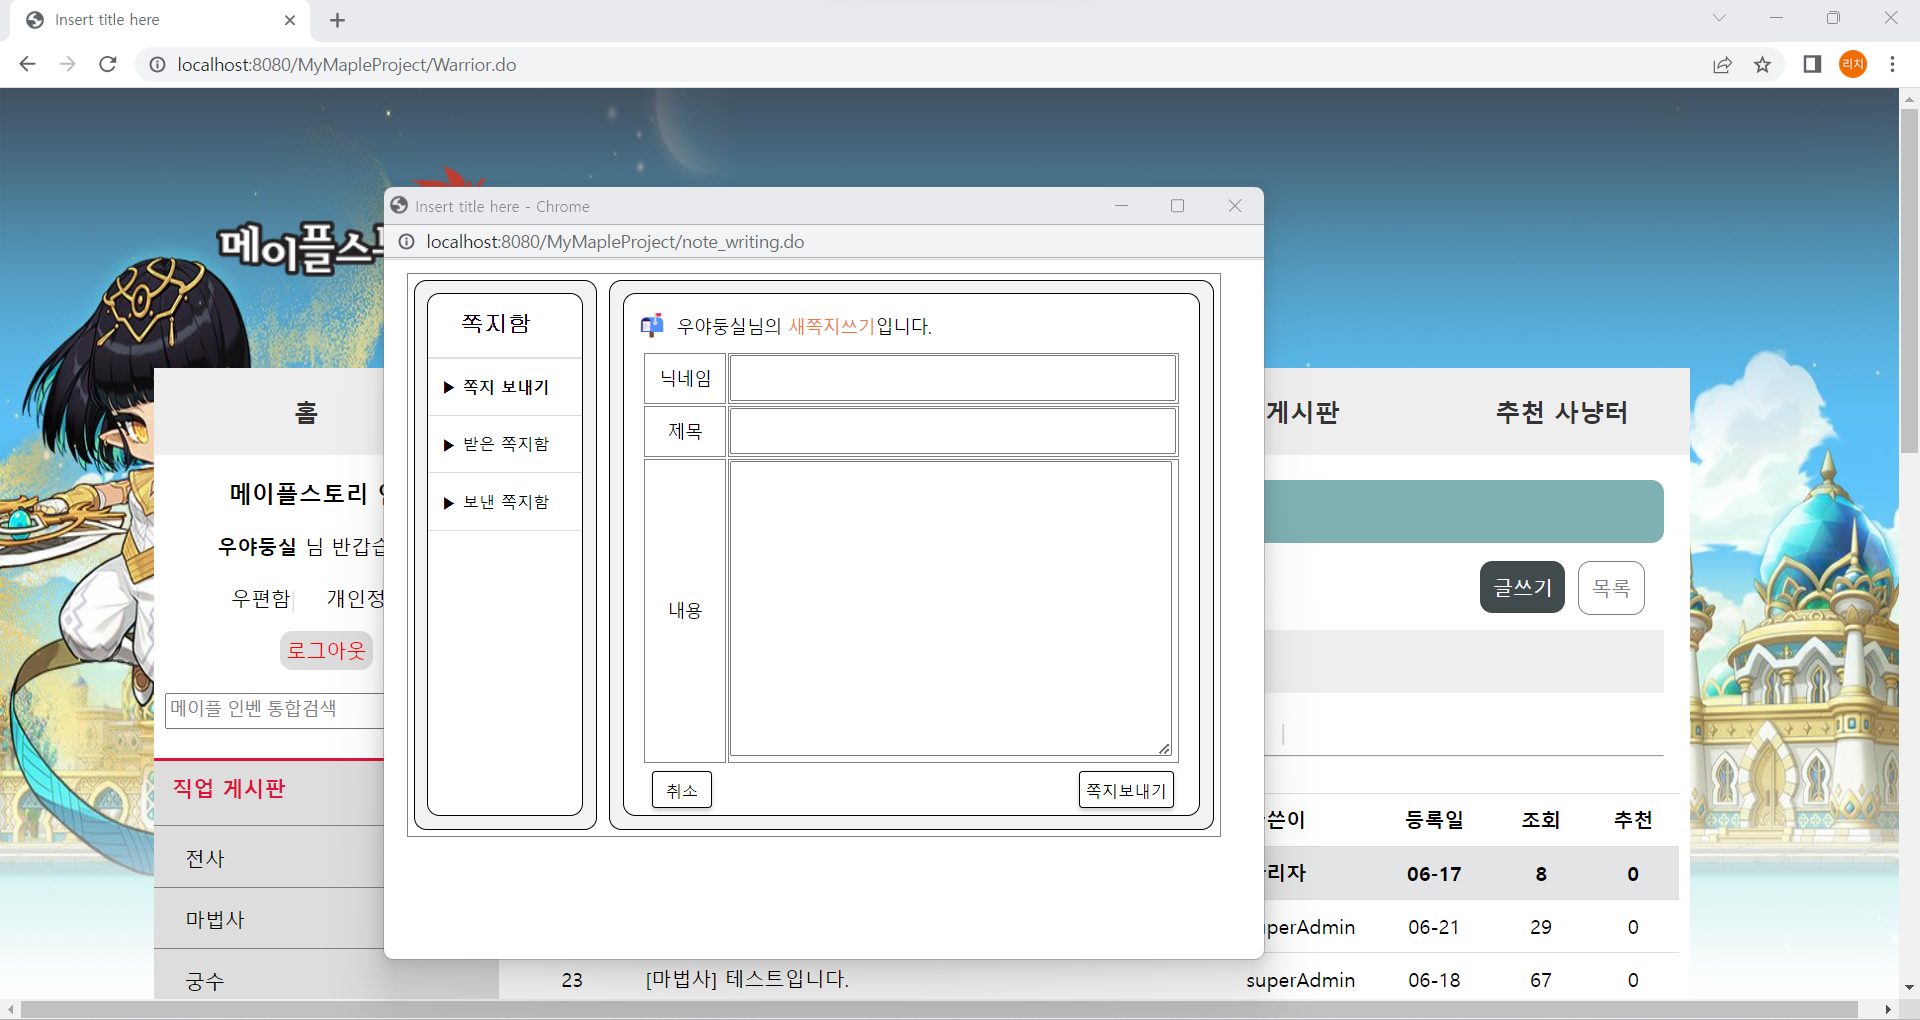 Insert title here
localhost:8080/MyMapleProject/Warrior.do
리치
메이플스
Insert title here - Chrome
localhost:8080/MyMapleProject/note_writing.do
쪽지함
▶ 쪽지 보내기
▶ 받은 쪽지함
▶ 보낸 쪽지함
우야둥실님의 새쪽지쓰기입니다.
닉네임
제목
내용
취소
쪽지보내기
홈
게시판
추천 사냥터
메이플스토리
우야둥실 님 반갑습
우편함|
개인정
로그아웃
메이플 인벤 통합검색
글쓰기
목록
|
직업 게시판
전사
마법사
궁수
쓴이 등록일 조회 추천
리자 06-17 8 0
perAdmin 06-21 29 0
23 [마법사] 테스트입니다. superAdmin 06-18 67 0